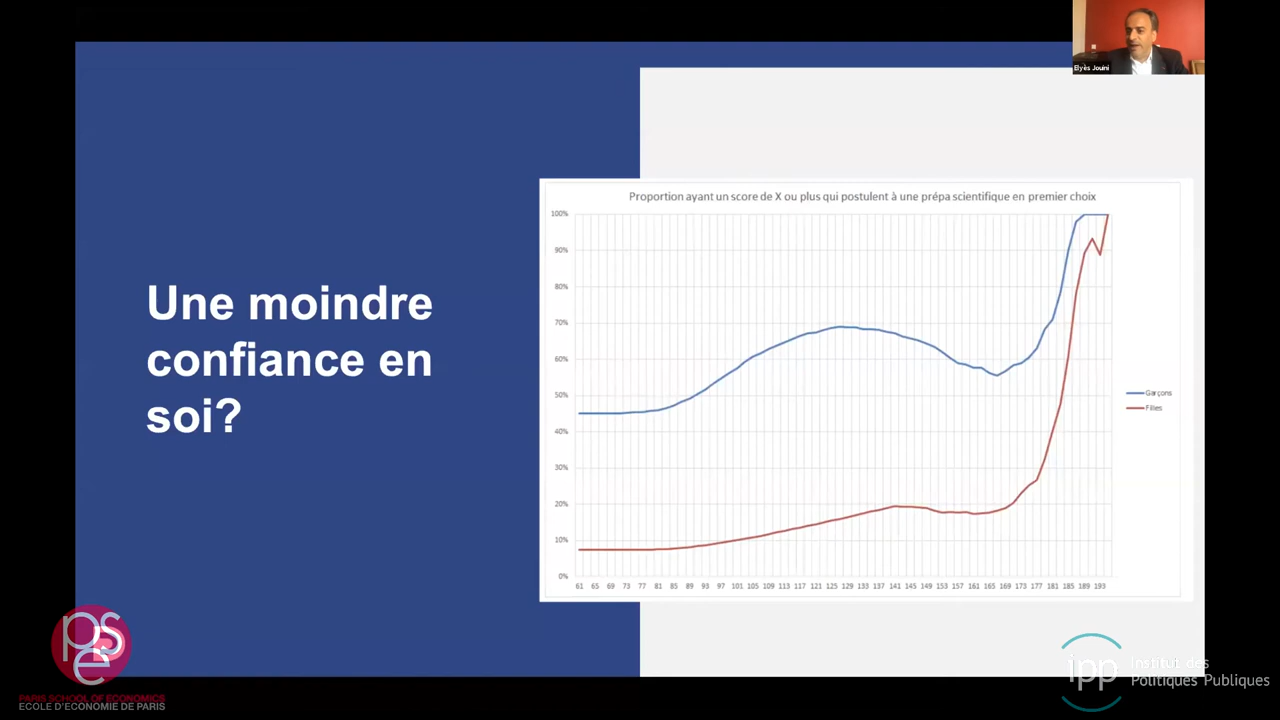 Elyès Jouini
Une moindre
confiance en
soi?
Proportion ayant un score de X ou plus qui postulent à une prépa scientifique en premier choix
100%
90%
80%
70%
60%
50%
40%
30%
20%
10%
0%
61 65 69 73 77 81 85 89 93 97 101 105 109 113 117 121 125 129 133 137 141 145 149 153 157 161 165 169 173 177 181 185 189 193
Garçons
Filles
pse
PARIS SCHOOL OF ECONOMICS
ECOLE D'ECONOMIE DE PARIS
ipp
Institut des
Politiques Publiques